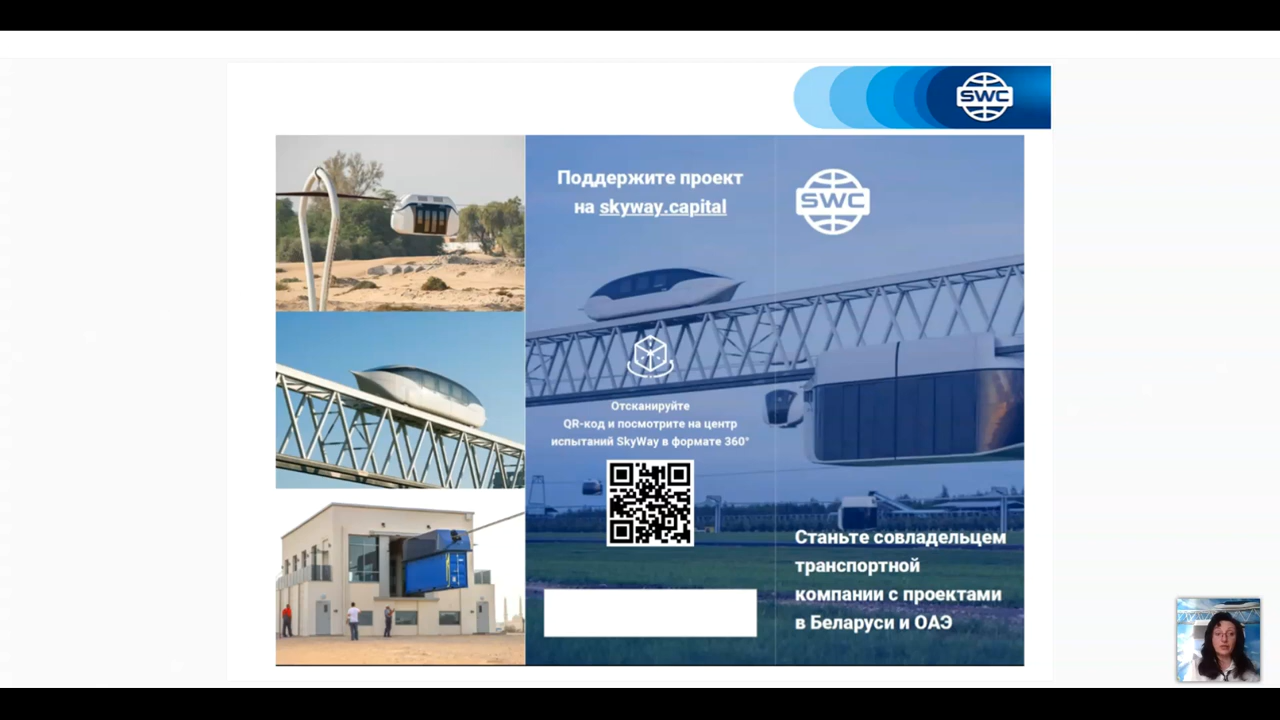 SWC
Поддержите проект
на skyway.capital
SWC
Отсканируйте
QR-код и посмотрите на центр
испытаний SkyWay в формате 360°
Станьте совладельцем
транспортной
компании с проектами
в Беларуси и ОАЭ